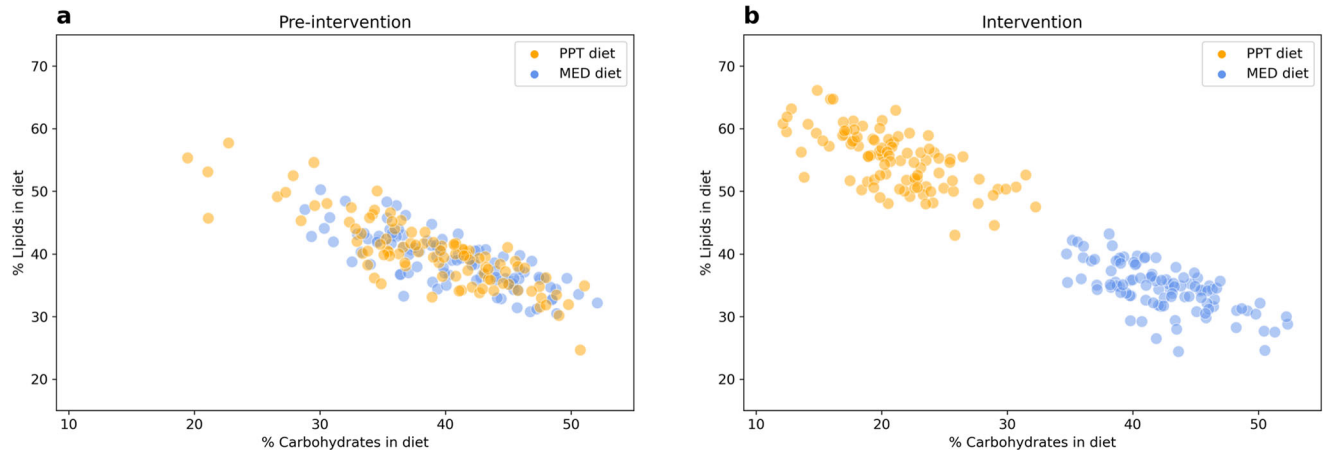 a
Pre-intervention
PPT diet
MED diet
70
60
50
40
30
20
% Lipids in diet
10
20
30
40
50
% Carbohydrates in diet
b
Intervention
PPT diet
MED diet
70
60
50
40
30
20
% Lipids in diet
10
20
30
40
50
% Carbohydrates in diet